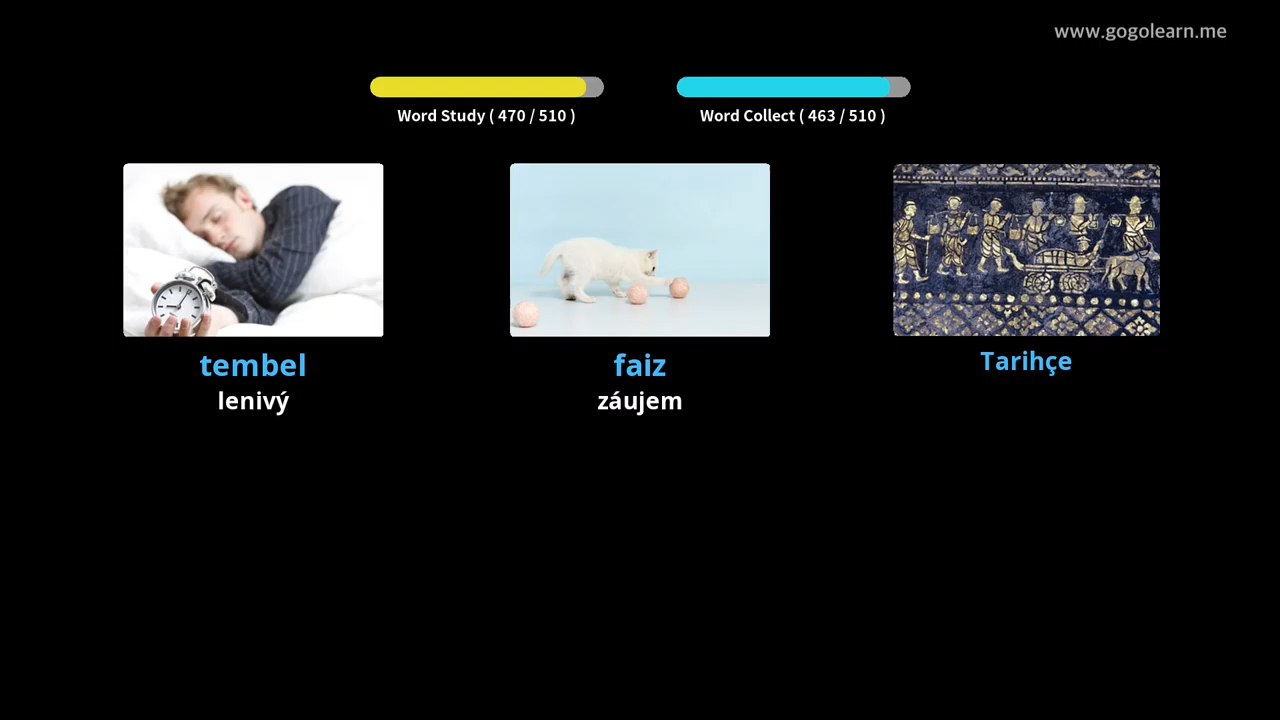 www.gogolearn.me
Word Study ( 470 / 510 )
Word Collect ( 463 / 510 )
tembel
lenivý
faiz
záujem
Tarihçe